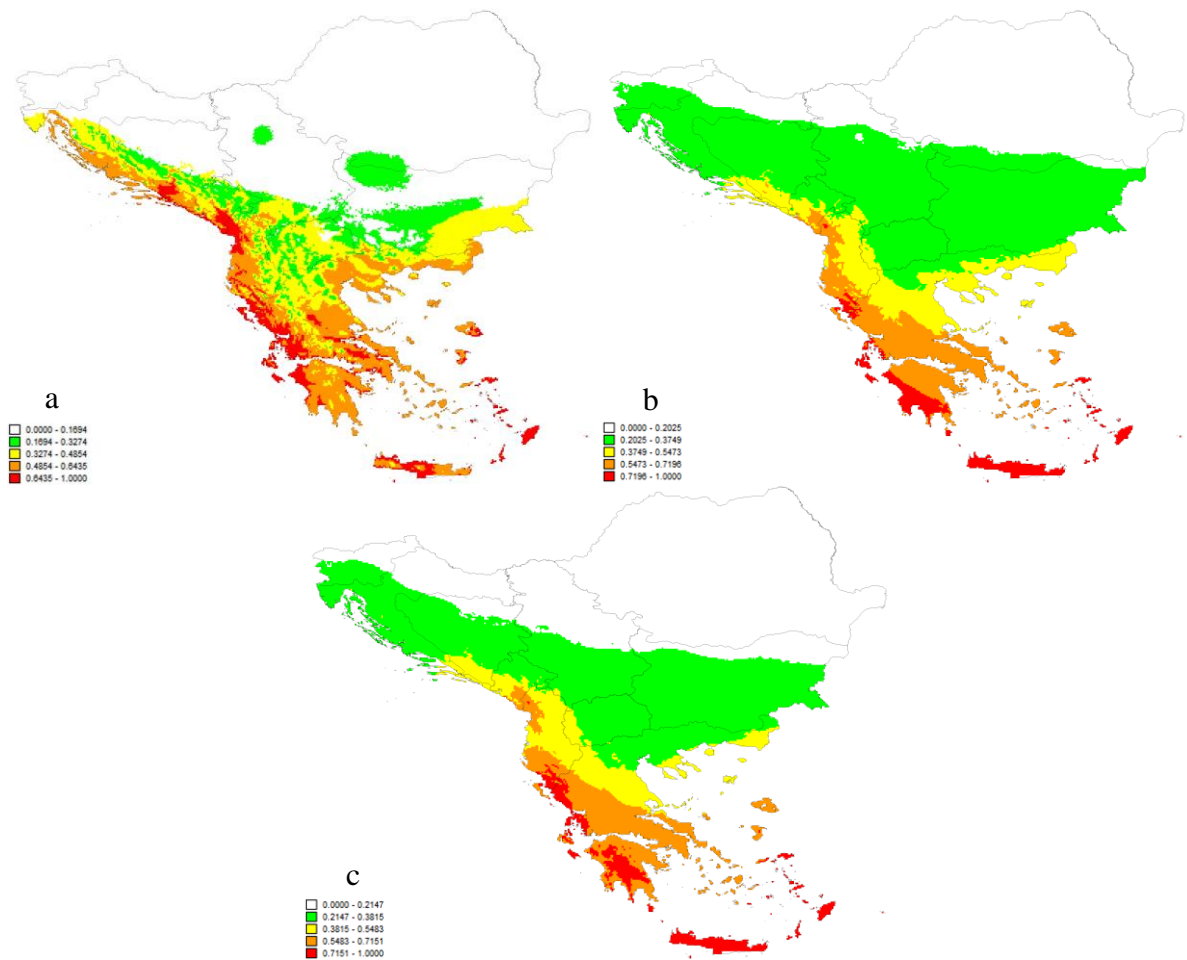 a
0.0000 - 0.1694
0.1694 - 0.3274
0.3274 - 0.4854
0.4854 - 0.6435
0.6435 - 1.0000
b
0.0000 - 0.2025
0.2025 - 0.3749
0.3749 - 0.5473
0.5473 - 0.7196
0.7196 - 1.0000
c
0.0000 - 0.2147
0.2147 - 0.3815
0.3815 - 0.5483
0.5483 - 0.7151
0.7151 - 1.0000